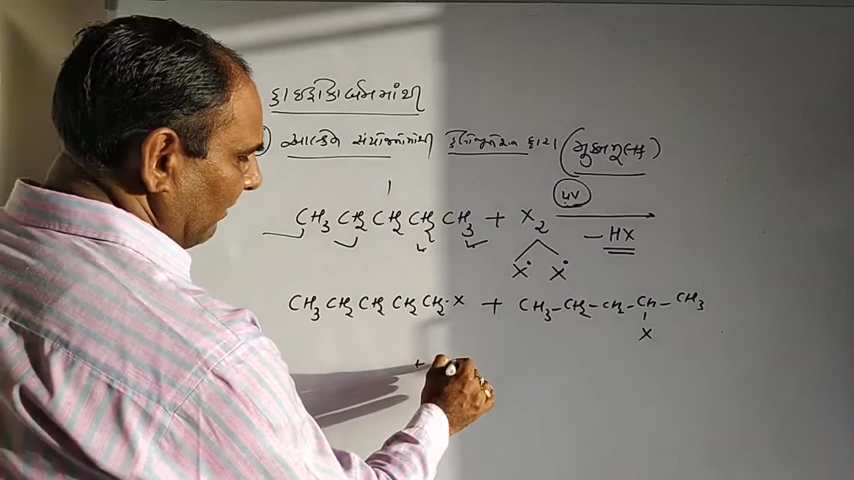 હાઇડ્રોકાર્બનમાંથી
આલ્કેન સંયોજનોમાંથી હેલોજીનેશન દ્વારા (મુક્તમૂલક)
UV
CH3 CH2 CH2 CH2 CH3 + X2 → - HX
Ẋ Ẋ
CH3 CH2 CH2 CH2 CH2-X + CH3-CH2-CH2-CH-CH3
X
+